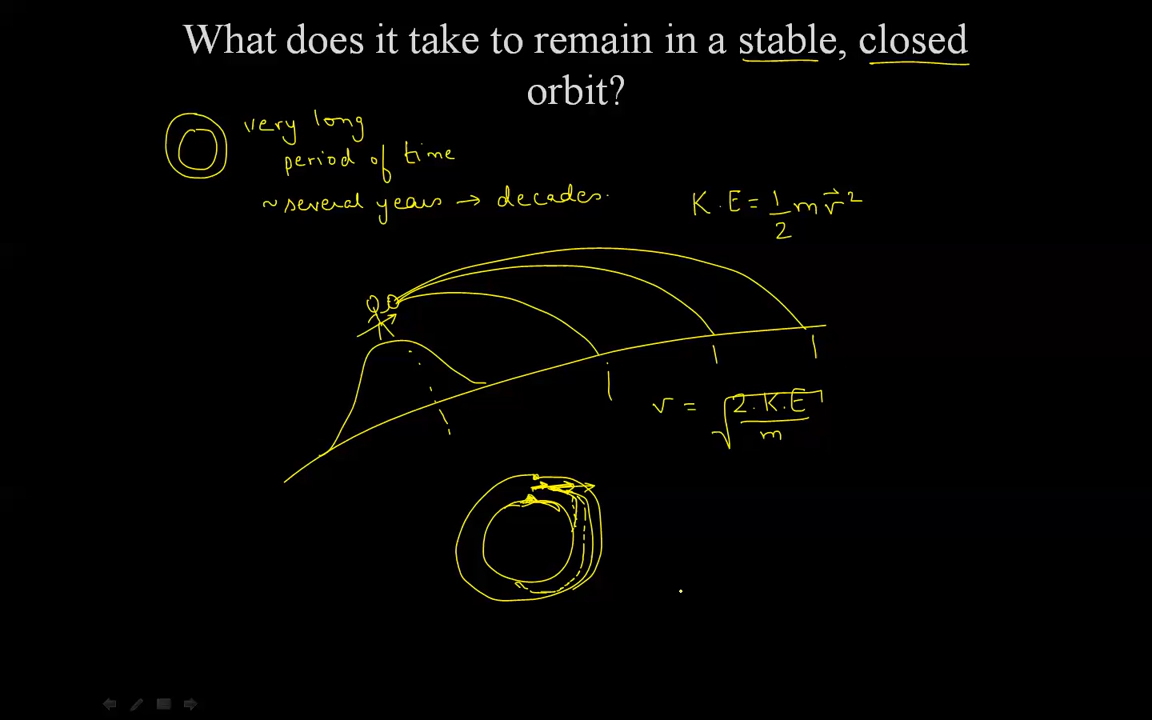 What does it take to remain in a stable, closed
orbit?
very long
period of time
~ several years → decades.
K.E = 1/2 m v⃗ ²
v = √(2.K.E/m)